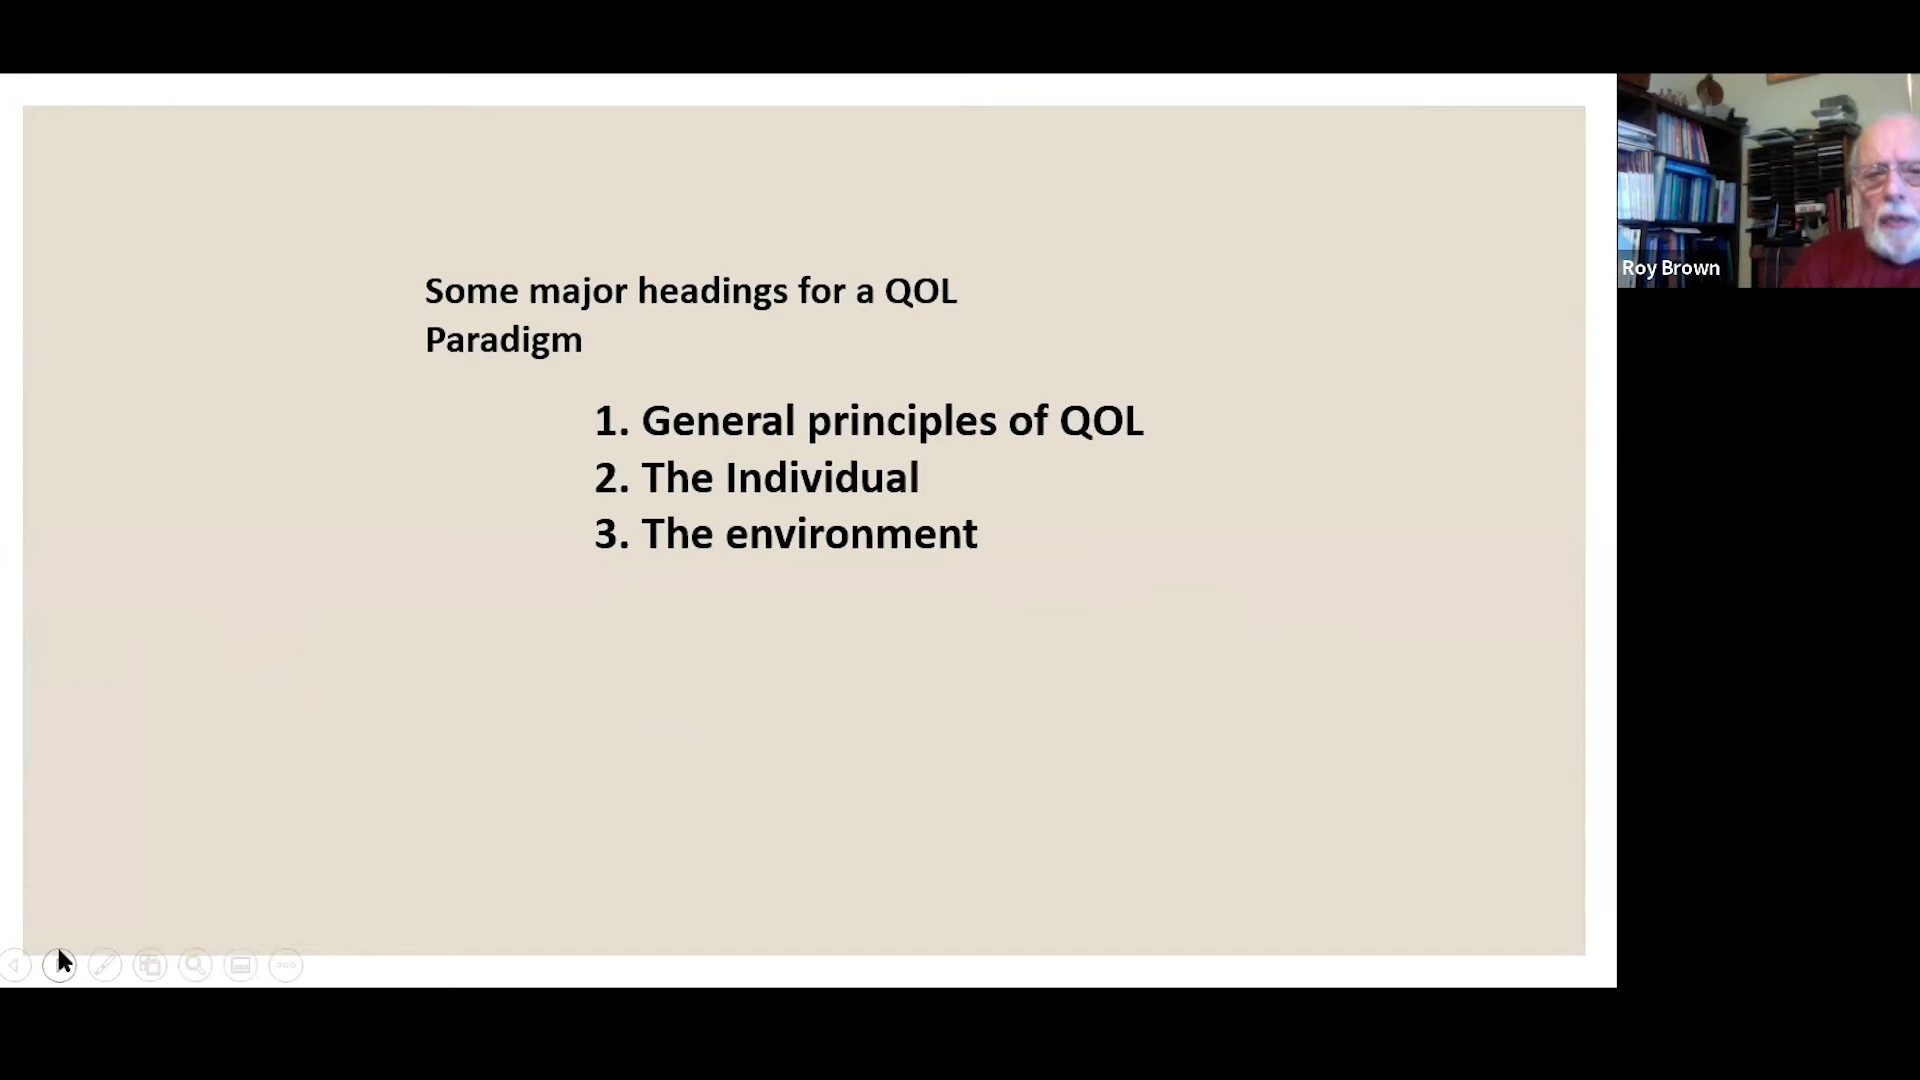 Some major headings for a QOL
Paradigm
1. General principles of QOL
2. The Individual
3. The environment
Roy Brown